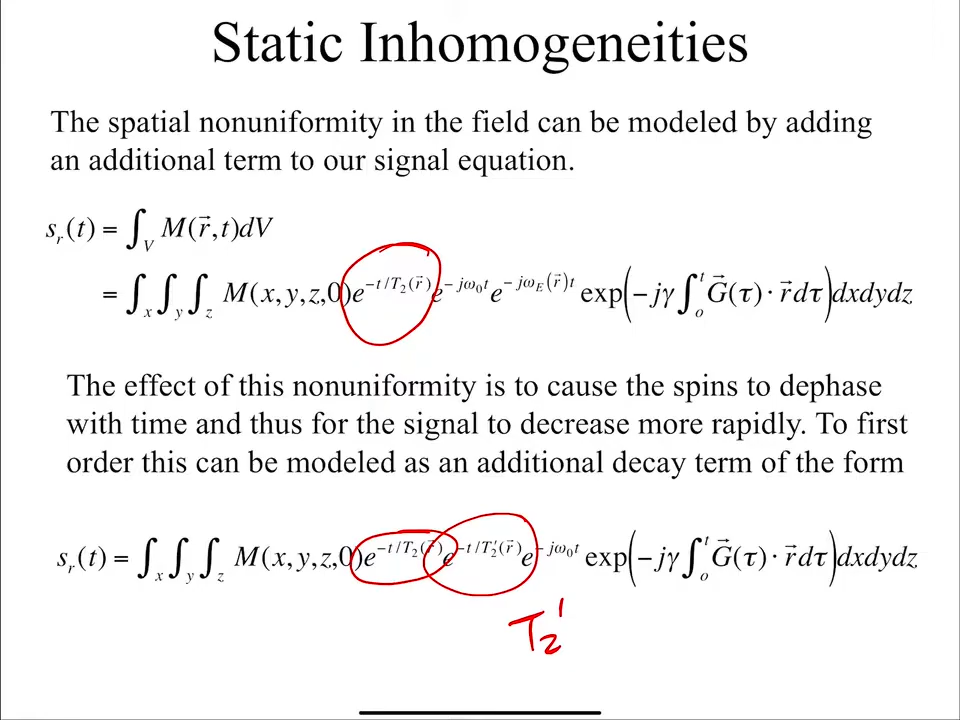 Static Inhomogeneities
The spatial nonuniformity in the field can be modeled by adding
an additional term to our signal equation.
s_r(t) = ∫_V M(r⃗,t)dV
= ∫_x ∫_y ∫_z M(x,y,z,0)e^{−t/T_2(r⃗)} e^{−jω_0t} e^{−jω_E(r⃗)t} exp(−jγ∫_o^t G⃗(τ)·r⃗dτ)dxdydz
The effect of this nonuniformity is to cause the spins to dephase
with time and thus for the signal to decrease more rapidly. To first
order this can be modeled as an additional decay term of the form
s_r(t) = ∫_x ∫_y ∫_z M(x,y,z,0)e^{−t/T_2(r⃗)} e^{−t/T_2′(r⃗)} e^{−jω_0t} exp(−jγ∫_o^t G⃗(τ)·r⃗dτ)dxdydz
T_2'